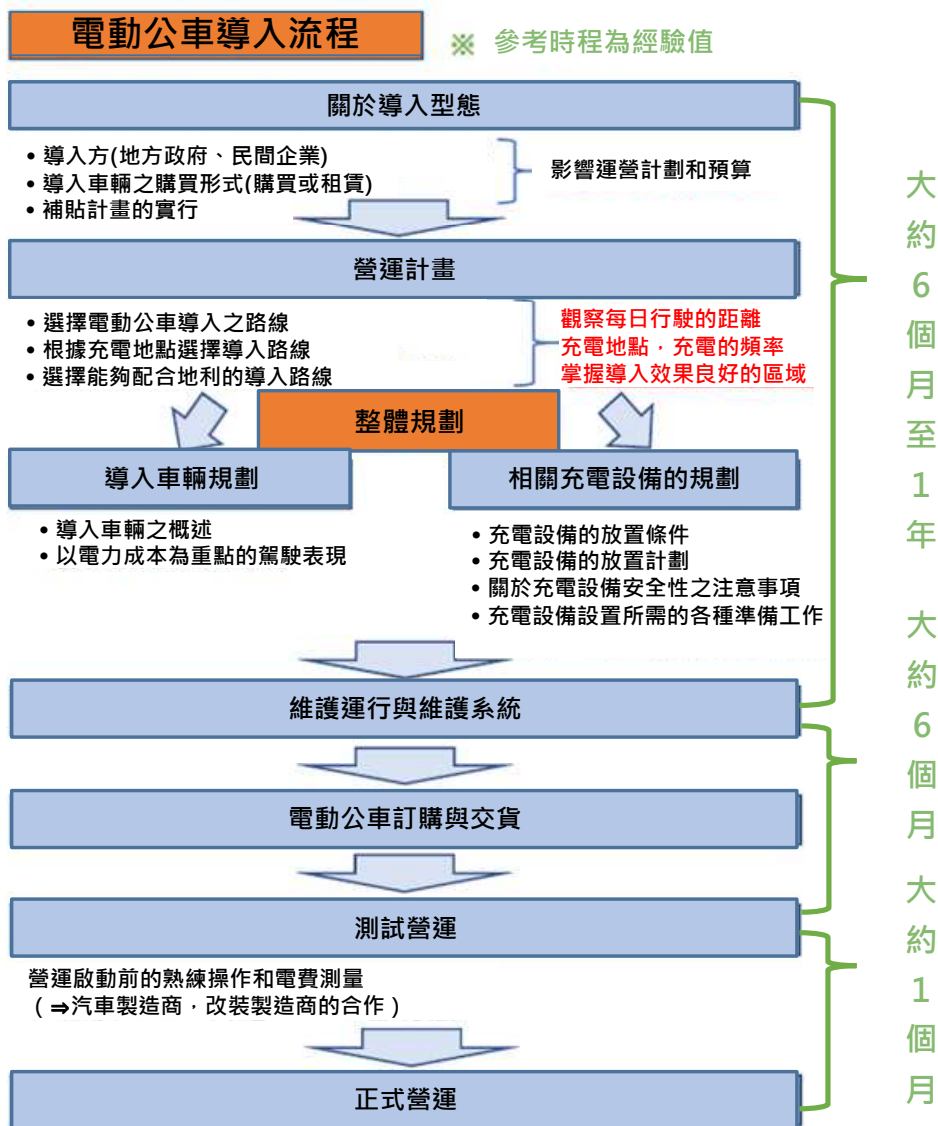 電動公車導入流程
※ 參考時程為經驗值
關於導入型態
• 導入方(地方政府、民間企業)
• 導入車輛之購買形式(購買或租賃)
• 補貼計畫的實行
影響運營計劃和預算
營運計畫
• 選擇電動公車導入之路線
• 根據充電地點選擇導入路線
• 選擇能夠配合地利的導入路線
觀察每日行駛的距離
充電地點，充電的頻率
掌握導入效果良好的區域
整體規劃
導入車輛規劃
• 導入車輛之概述
• 以電力成本為重點的駕駛表現
相關充電設備的規劃
• 充電設備的放置條件
• 充電設備的放置計劃
• 關於充電設備安全性之注意事項
• 充電設備設置所需的各種準備工作
維護運行與維護系統
電動公車訂購與交貨
測試營運
營運啟動前的熟練操作和電費測量
（⇒汽車製造商，改裝製造商的合作）
正式營運
大約6個月至1年
大約6個月
大約1個月